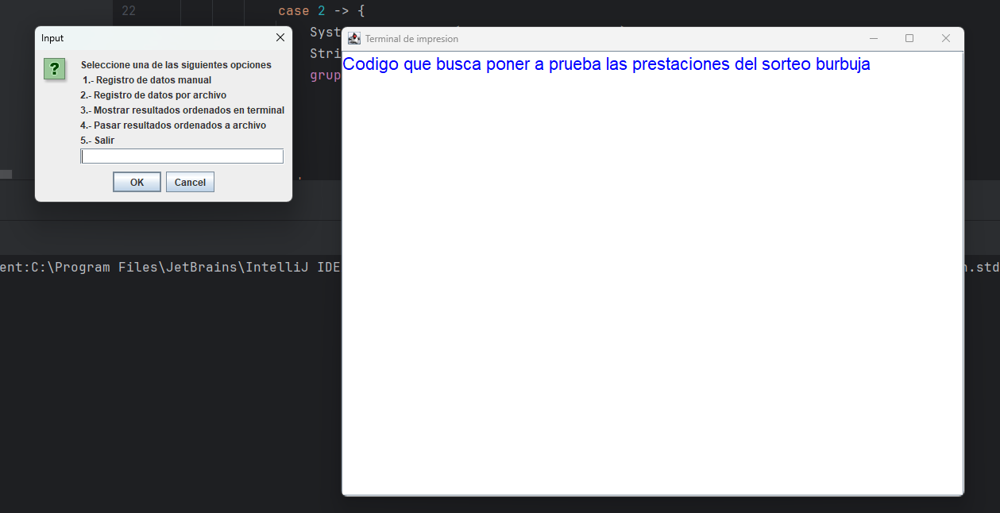 22 case 2 -> {
Syst
Stri
grup
Input
Seleccione una de las siguientes opciones
1.- Registro de datos manual
2.- Registro de datos por archivo
3.- Mostrar resultados ordenados en terminal
4.- Pasar resultados ordenados a archivo
5.- Salir
OK Cancel
Terminal de impresion
Codigo que busca poner a prueba las prestaciones del sorteo burbuja
ent:C:\Program Files\JetBrains\IntelliJ IDE
n.std